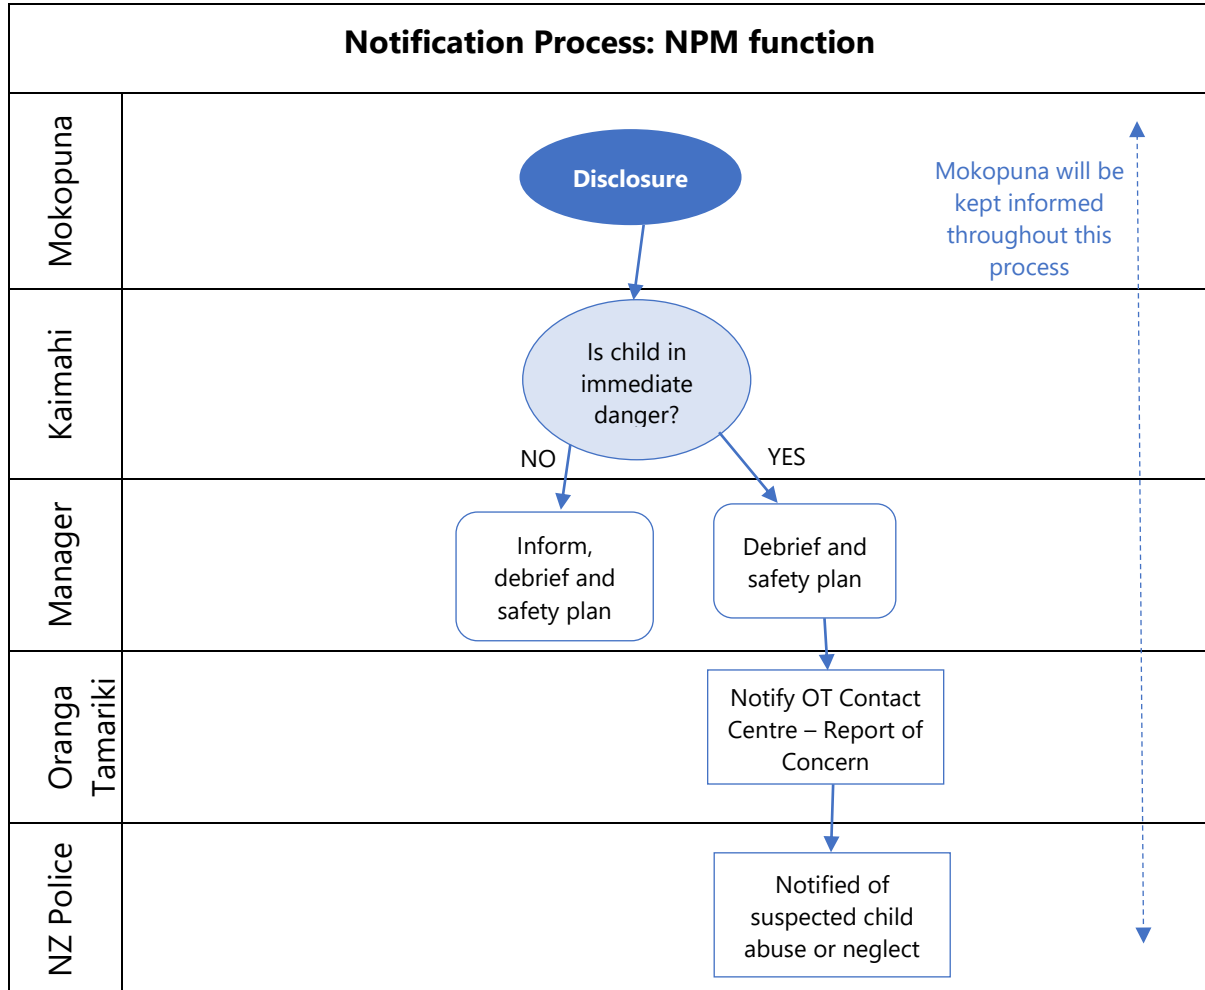 Notification Process: NPM function
Mokopuna
Disclosure
Mokopuna will be
kept informed
throughout this
process
Kaimahi
Is child in
immediate
danger?
NO
YES
Manager
Inform,
debrief and
safety plan
Debrief and
safety plan
Oranga
Tamariki
Notify OT Contact
Centre – Report of
Concern
NZ Police
Notified of
suspected child
abuse or neglect